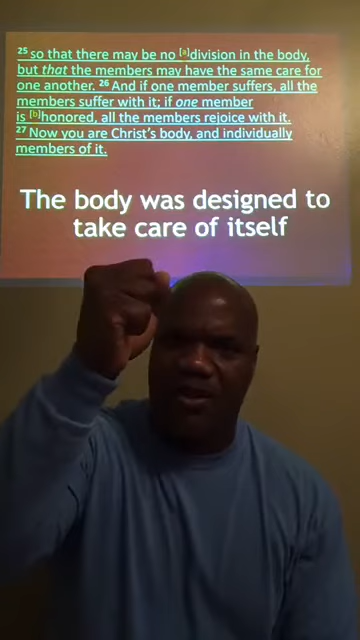 25 so that there may be no [a]division in the body,
but that the members may have the same care for
one another. 26 And if one member suffers, all the
members suffer with it; if one member
is [b]honored, all the members rejoice with it.
27 Now you are Christ's body, and individually
members of it.
The body was designed to
take care of itself